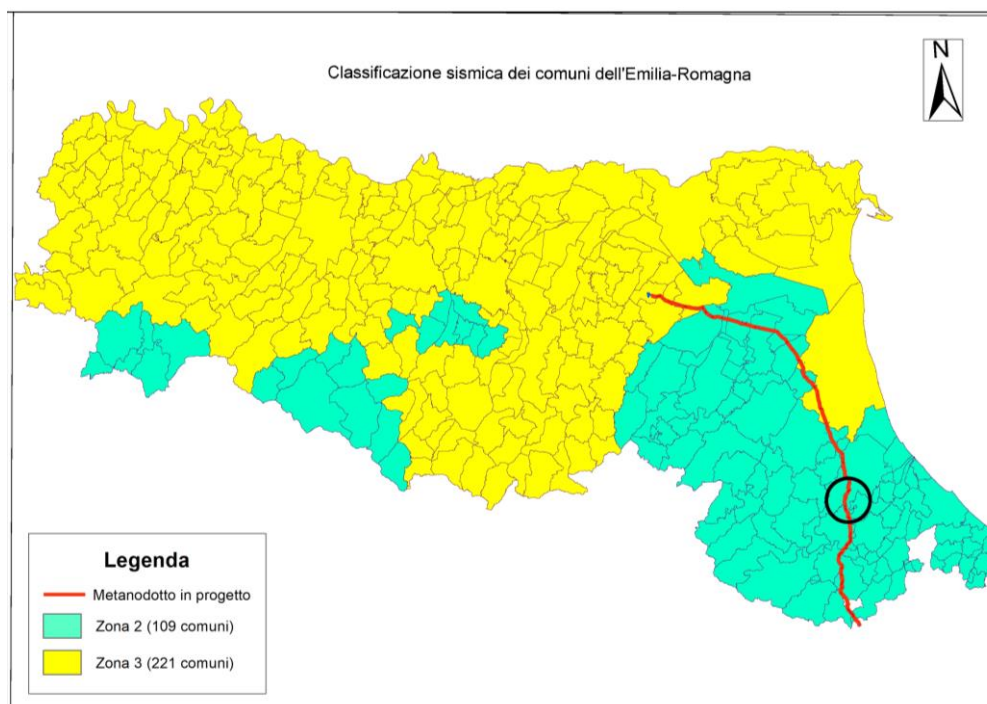 Classificazione sismica dei comuni dell'Emilia-Romagna
N
Legenda
Metanodotto in progetto
Zona 2 (109 comuni)
Zona 3 (221 comuni)